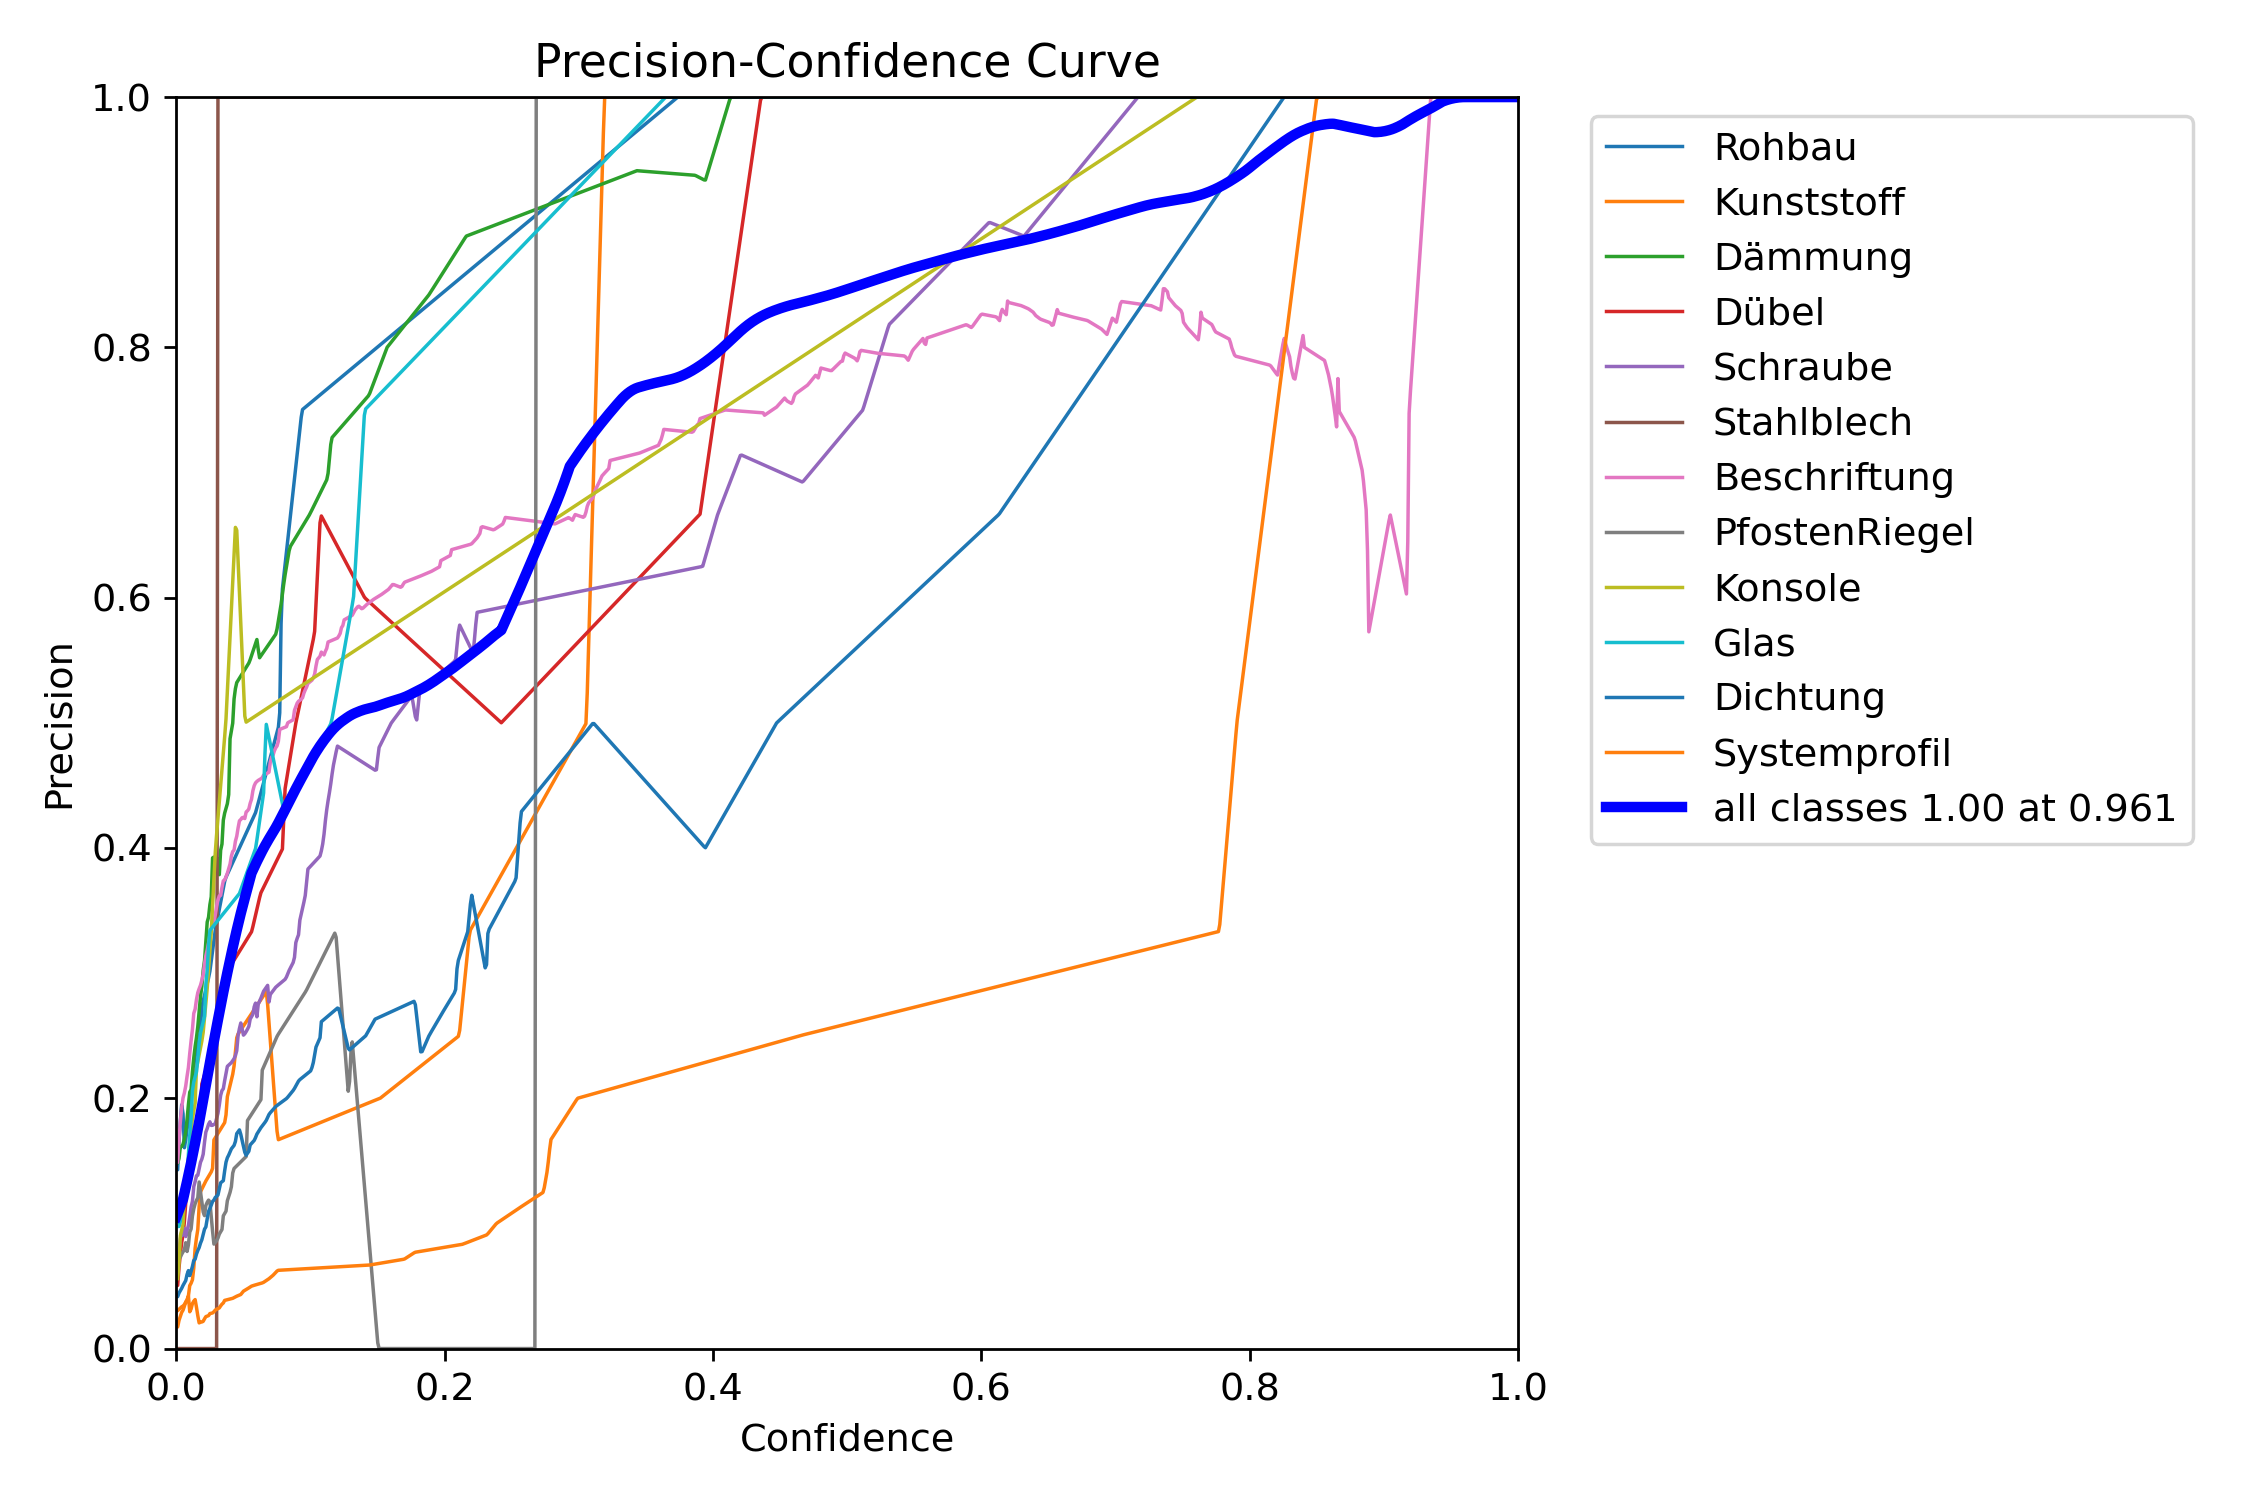 Precision-Confidence Curve
1.0
0.8
0.6
0.4
0.2
0.0
Precision
0.0 0.2 0.4 0.6 0.8 1.0
Confidence
Rohbau
Kunststoff
Dämmung
Dübel
Schraube
Stahlblech
Beschriftung
PfostenRiegel
Konsole
Glas
Dichtung
Systemprofil
all classes 1.00 at 0.961